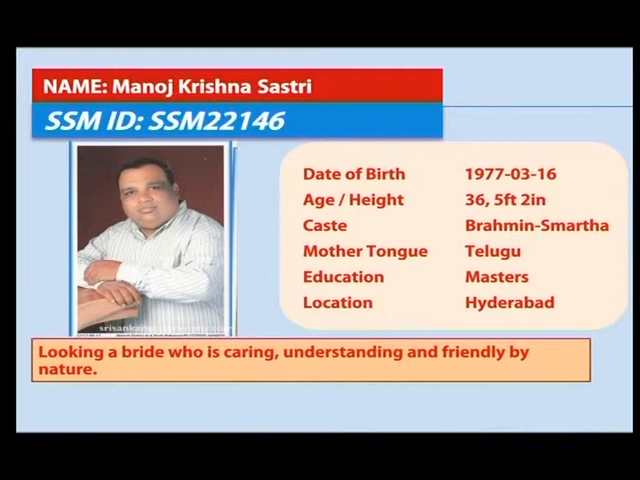 NAME: Manoj Krishna Sastri
SSM ID: SSM22146
Date of Birth 1977-03-16
Age / Height 36, 5ft 2in
Caste Brahmin-Smartha
Mother Tongue Telugu
Education Masters
Location Hyderabad
Looking a bride who is caring, understanding and friendly by
nature.